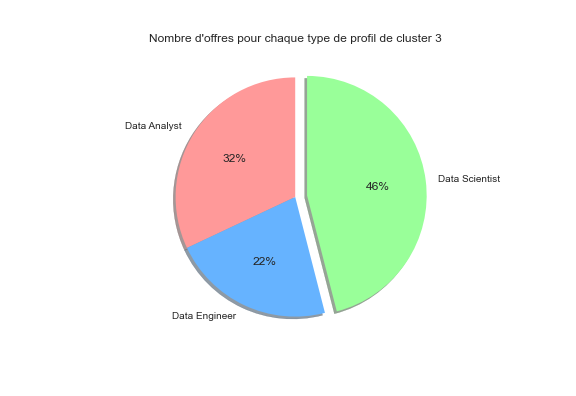 Nombre d'offres pour chaque type de profil de cluster 3
Data Analyst
32%
46%
Data Scientist
22%
Data Engineer